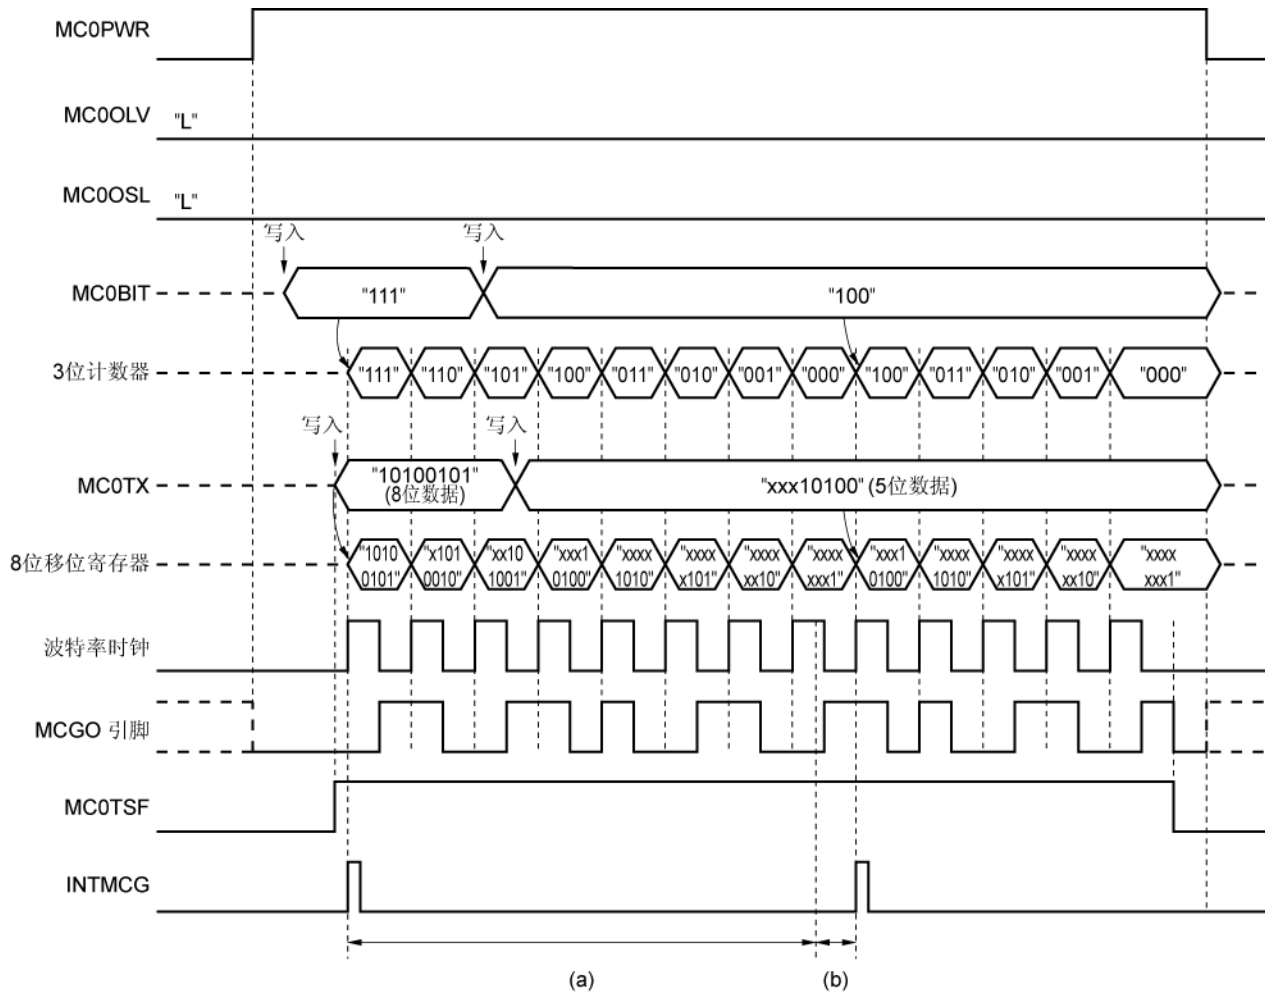 MC0PWR
MC0OLV "L"
MC0OSL "L"
写入 写入
MC0BIT "111" "100"
3位计数器 "111" "110" "101" "100" "011" "010" "001" "000" "100" "011" "010" "001" "000"
写入 写入
MC0TX "10100101" "xxx10100" (5位数据)
(8位数据)
8位移位寄存器 "1010 "x101 "xx10 "xxx1 "xxxx "xxxx "xxxx "xxxx "xxx1 "xxxx "xxxx "xxxx "xxxx
0101" 0010" 1001" 0100" 1010" x101" xx10" xxx1" 0100" 1010" x101" xx10" xxx1"
波特率时钟
MCGO 引脚
MC0TSF
INTMCG
(a) (b)